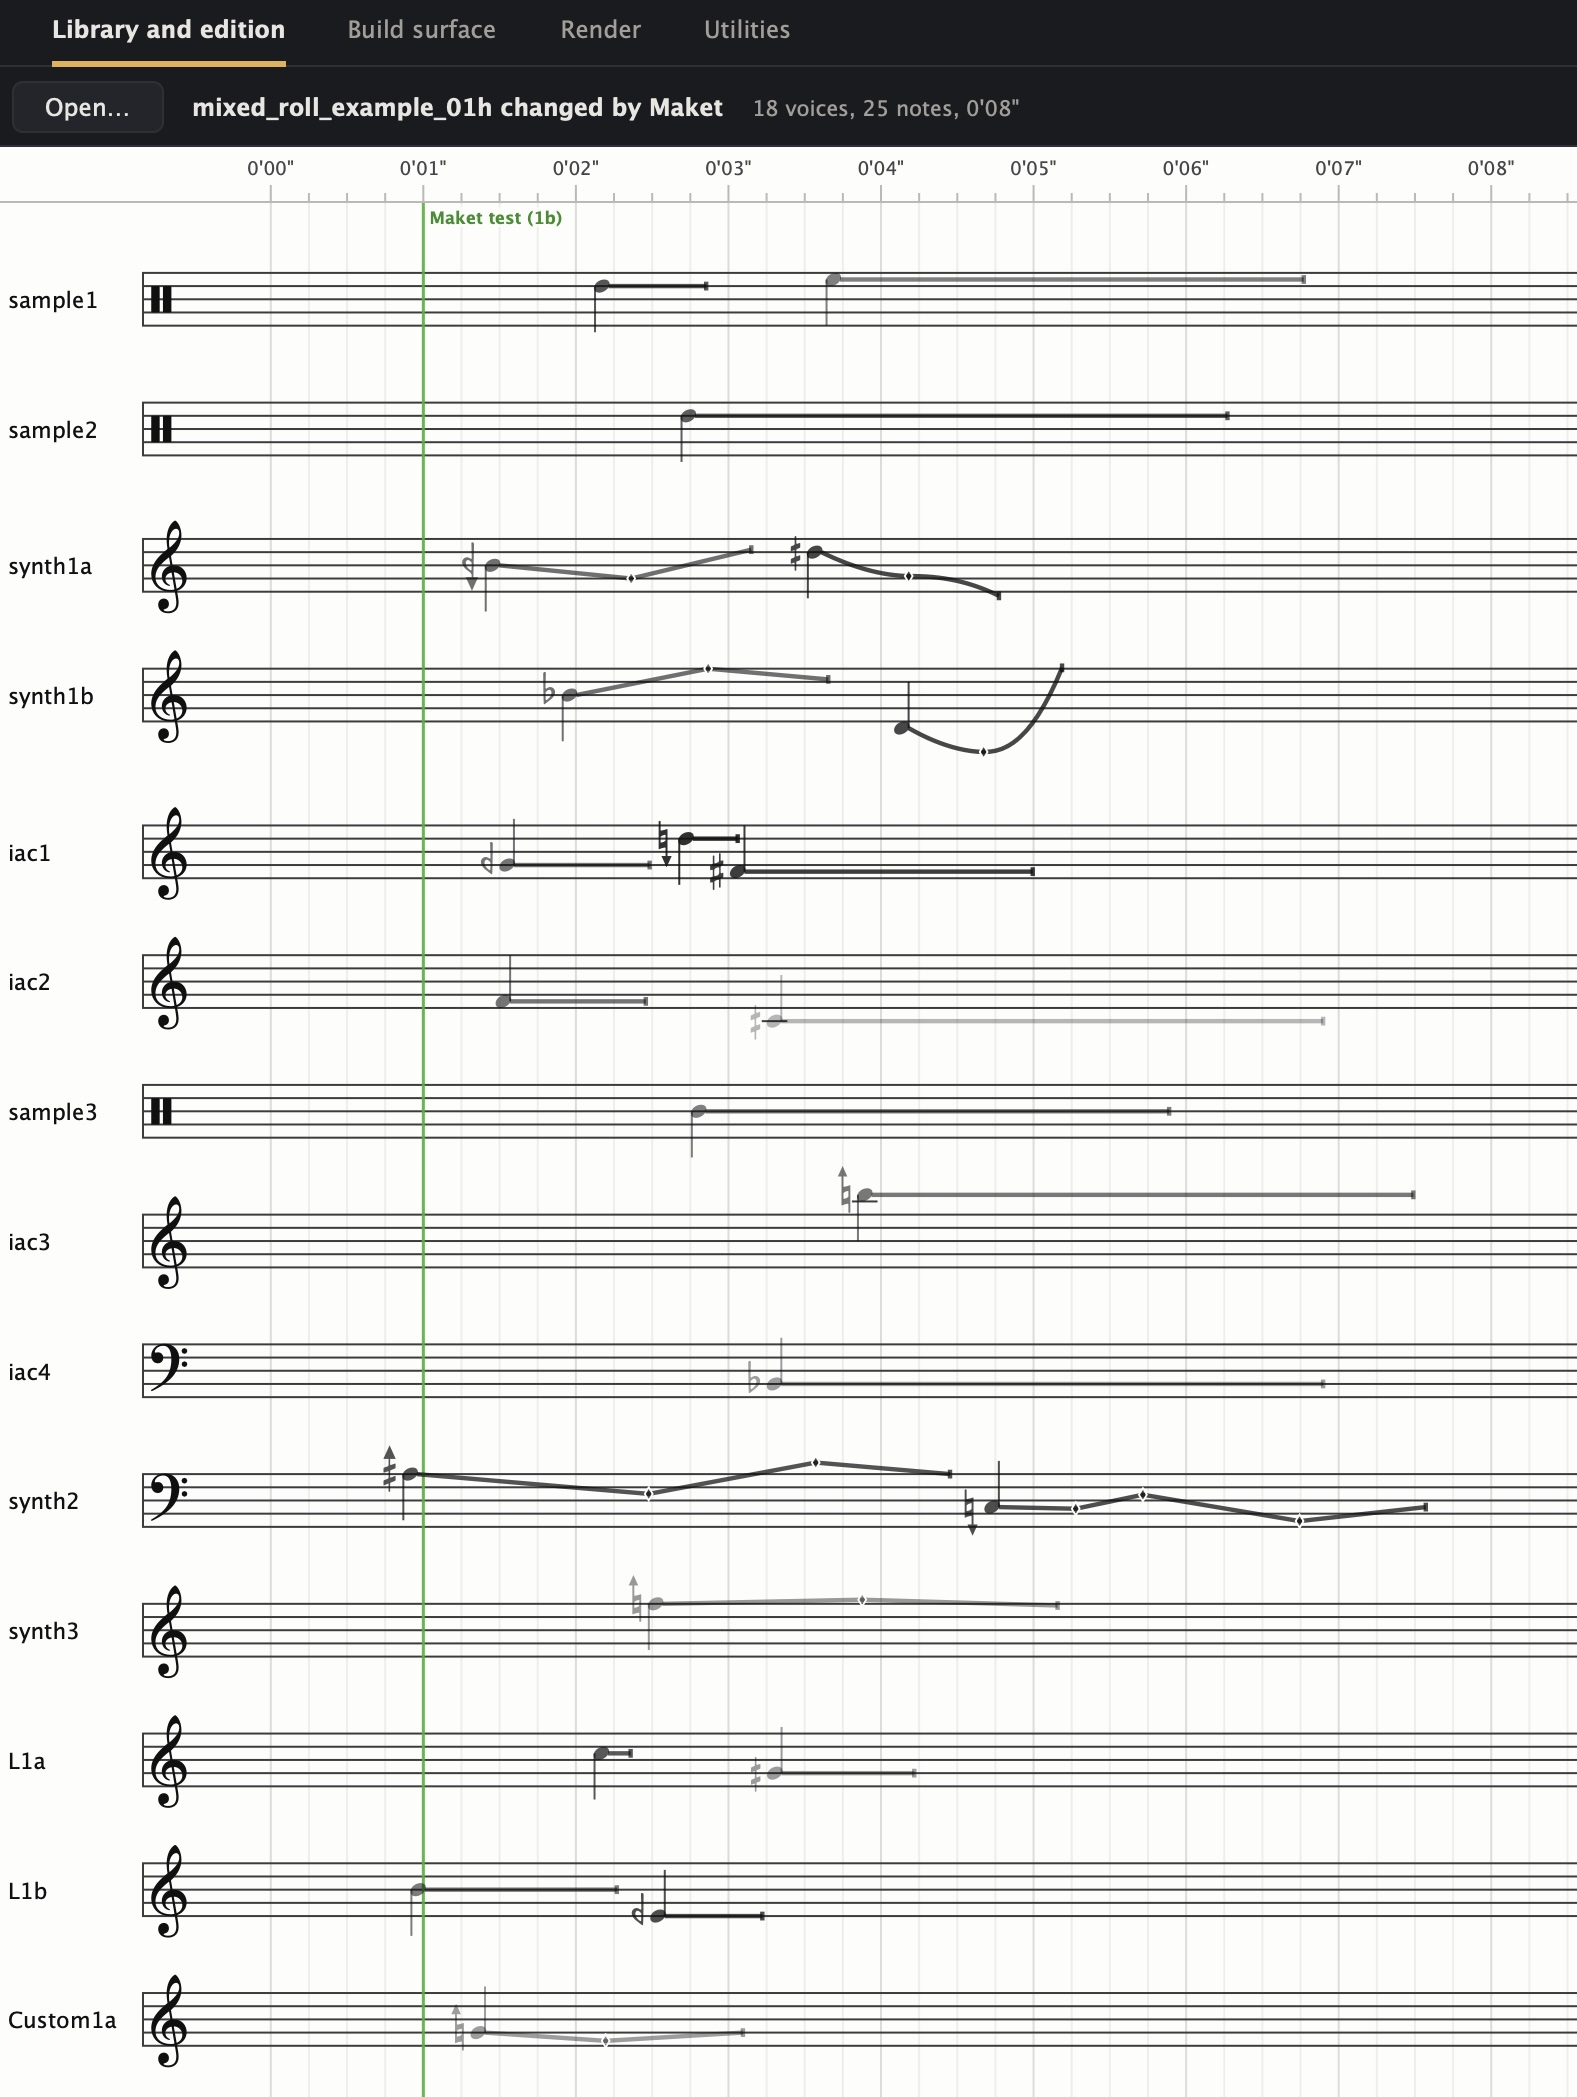 Library and edition Build surface Render Utilities
Open... mixed_roll_example_01h changed by Maket 18 voices, 25 notes, 0'08"
0'00" 0'01" 0'02" 0'03" 0'04" 0'05" 0'06" 0'07" 0'08"
Maket test (1b)
sample1
sample2
synth1a
synth1b
iac1
iac2
sample3
iac3
iac4
synth2
synth3
L1a
L1b
Custom1a